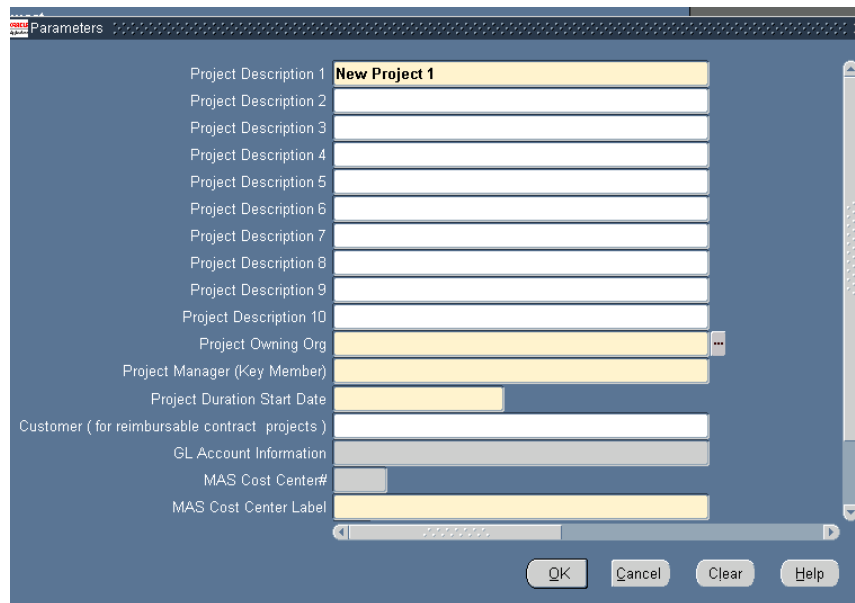 ORACLE
Parameters
Project Description 1 New Project 1
Project Description 2
Project Description 3
Project Description 4
Project Description 5
Project Description 6
Project Description 7
Project Description 8
Project Description 9
Project Description 10
Project Owning Org ...
Project Manager (Key Member)
Project Duration Start Date
Customer ( for reimbursable contract projects )
GL Account Information
MAS Cost Center#
MAS Cost Center Label
OK Cancel Clear Help